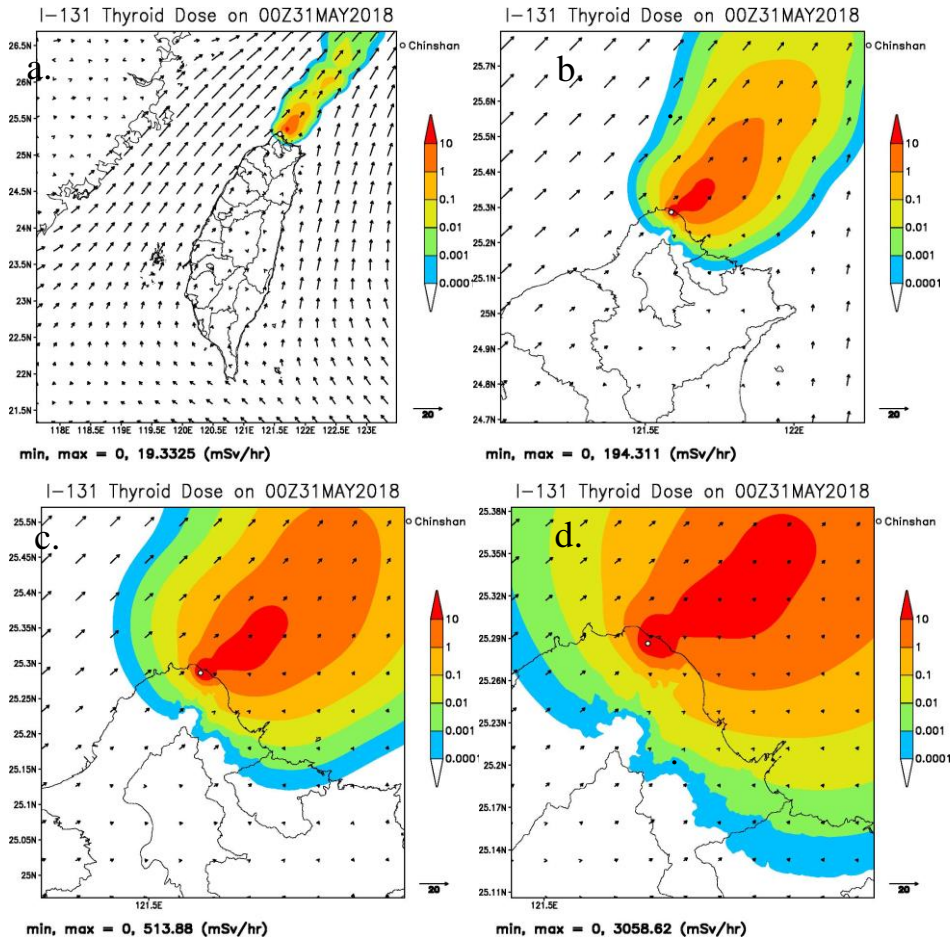 I-131 Thyroid Dose on 00Z31MAY2018
a.
Chinshan
26.5N
26N
25.5N
25N
24.5N
24N
23.5N
23N
22.5N
22N
21.5N
118E 118.5E 119E 119.5E 120E 120.5E 121E 121.5E 122E 122.5E 123E
10
1
0.1
0.01
0.001
0.0001
20
min, max = 0, 19.3325 (mSv/hr)
I-131 Thyroid Dose on 00Z31MAY2018
b.
Chinshan
25.7N
25.6N
25.5N
25.4N
25.3N
25.2N
25.1N
25N
24.9N
24.8N
24.7N
121.5E 122E
10
1
0.1
0.01
0.001
0.0001
20
min, max = 0, 194.311 (mSv/hr)
I-131 Thyroid Dose on 00Z31MAY2018
c.
Chinshan
25.5N
25.45N
25.4N
25.35N
25.3N
25.25N
25.2N
25.15N
25.1N
25.05N
25N
121.5E
10
1
0.1
0.01
0.001
0.0001
20
min, max = 0, 513.88 (mSv/hr)
I-131 Thyroid Dose on 00Z31MAY2018
d.
Chinshan
25.38N
25.35N
25.32N
25.29N
25.26N
25.23N
25.2N
25.17N
25.14N
25.11N
121.5E
10
1
0.1
0.01
0.001
0.0001
20
min, max = 0, 3058.62 (mSv/hr)